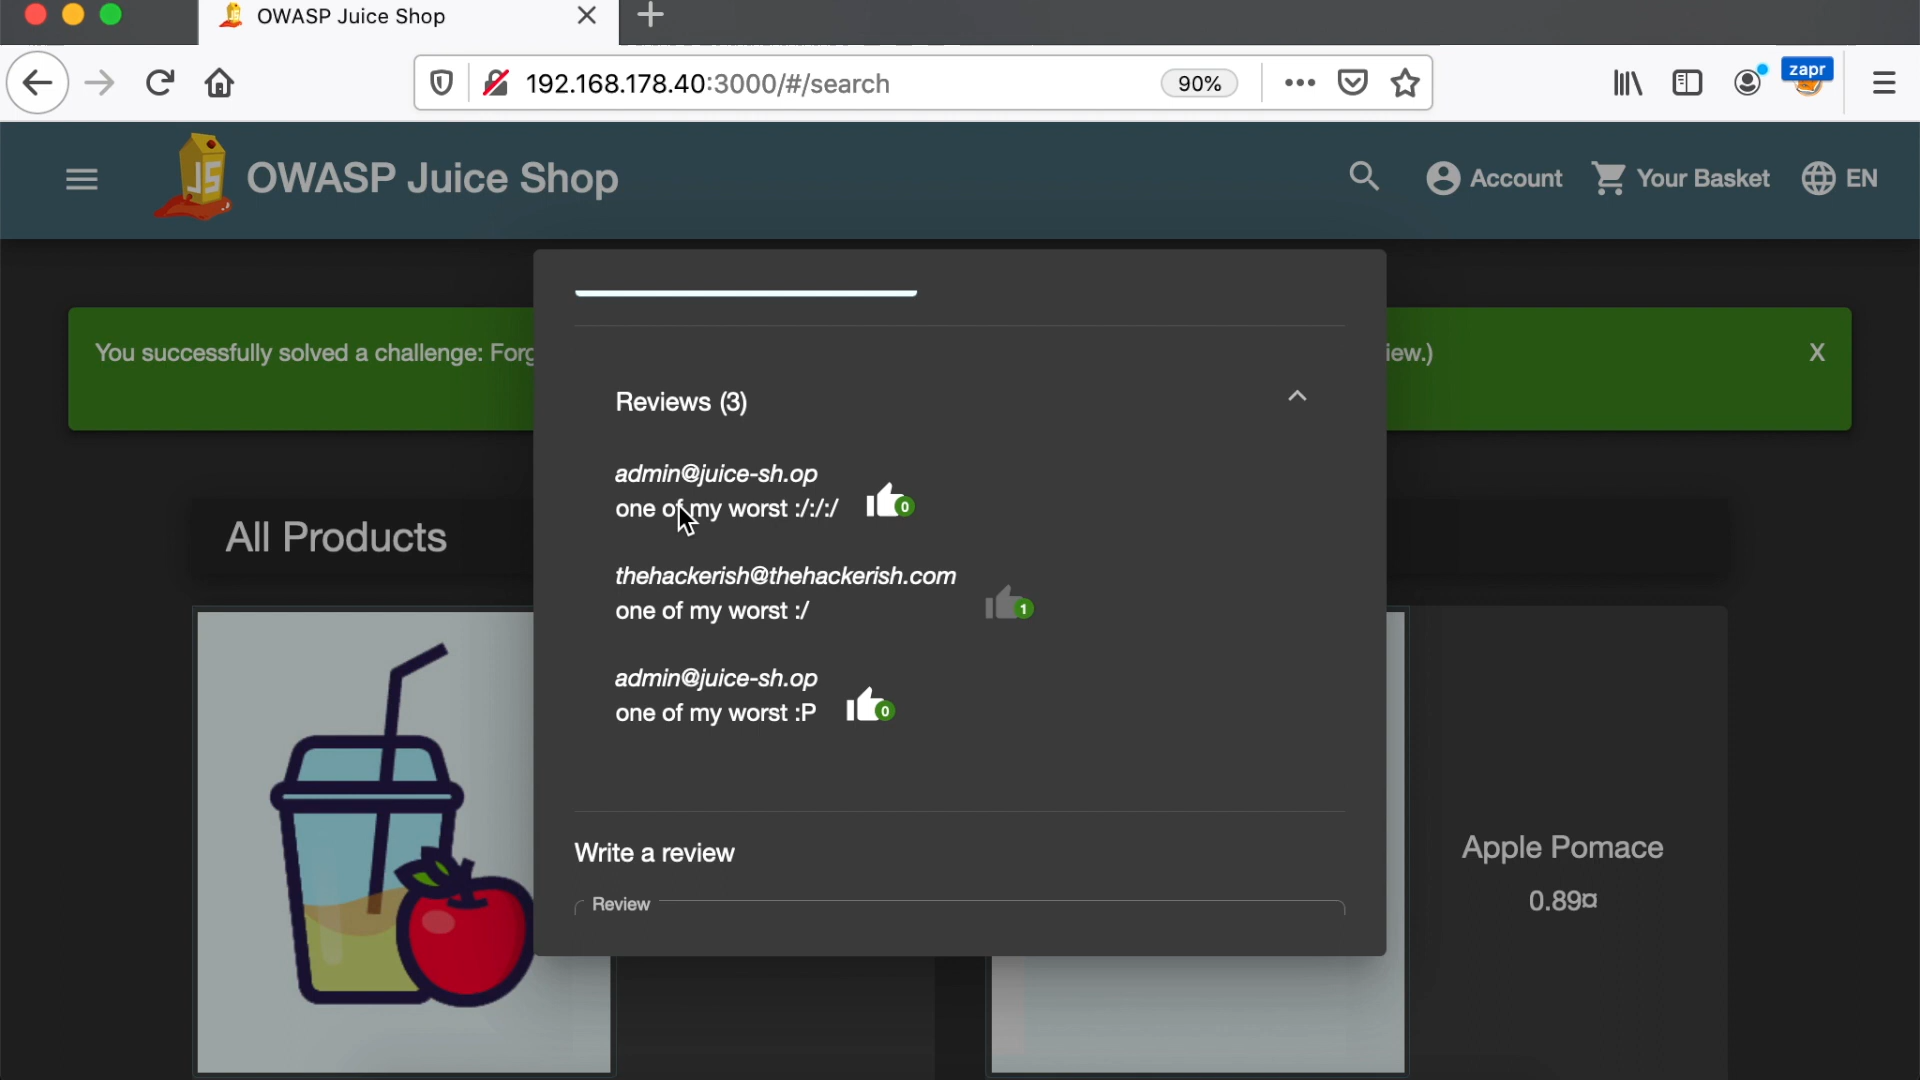 OWASP Juice Shop
192.168.178.40:3000/#/search
90%
zapr
JS
OWASP Juice Shop
Account
Your Basket
EN
You successfully solved a challenge: Forg
iew.)
X
Reviews (3)
admin@juice-sh.op
one of my worst :/:/:/
0
thehackerish@thehackerish.com
one of my worst :/
1
admin@juice-sh.op
one of my worst :P
0
All Products
Write a review
Review
Apple Pomace
0.89¤